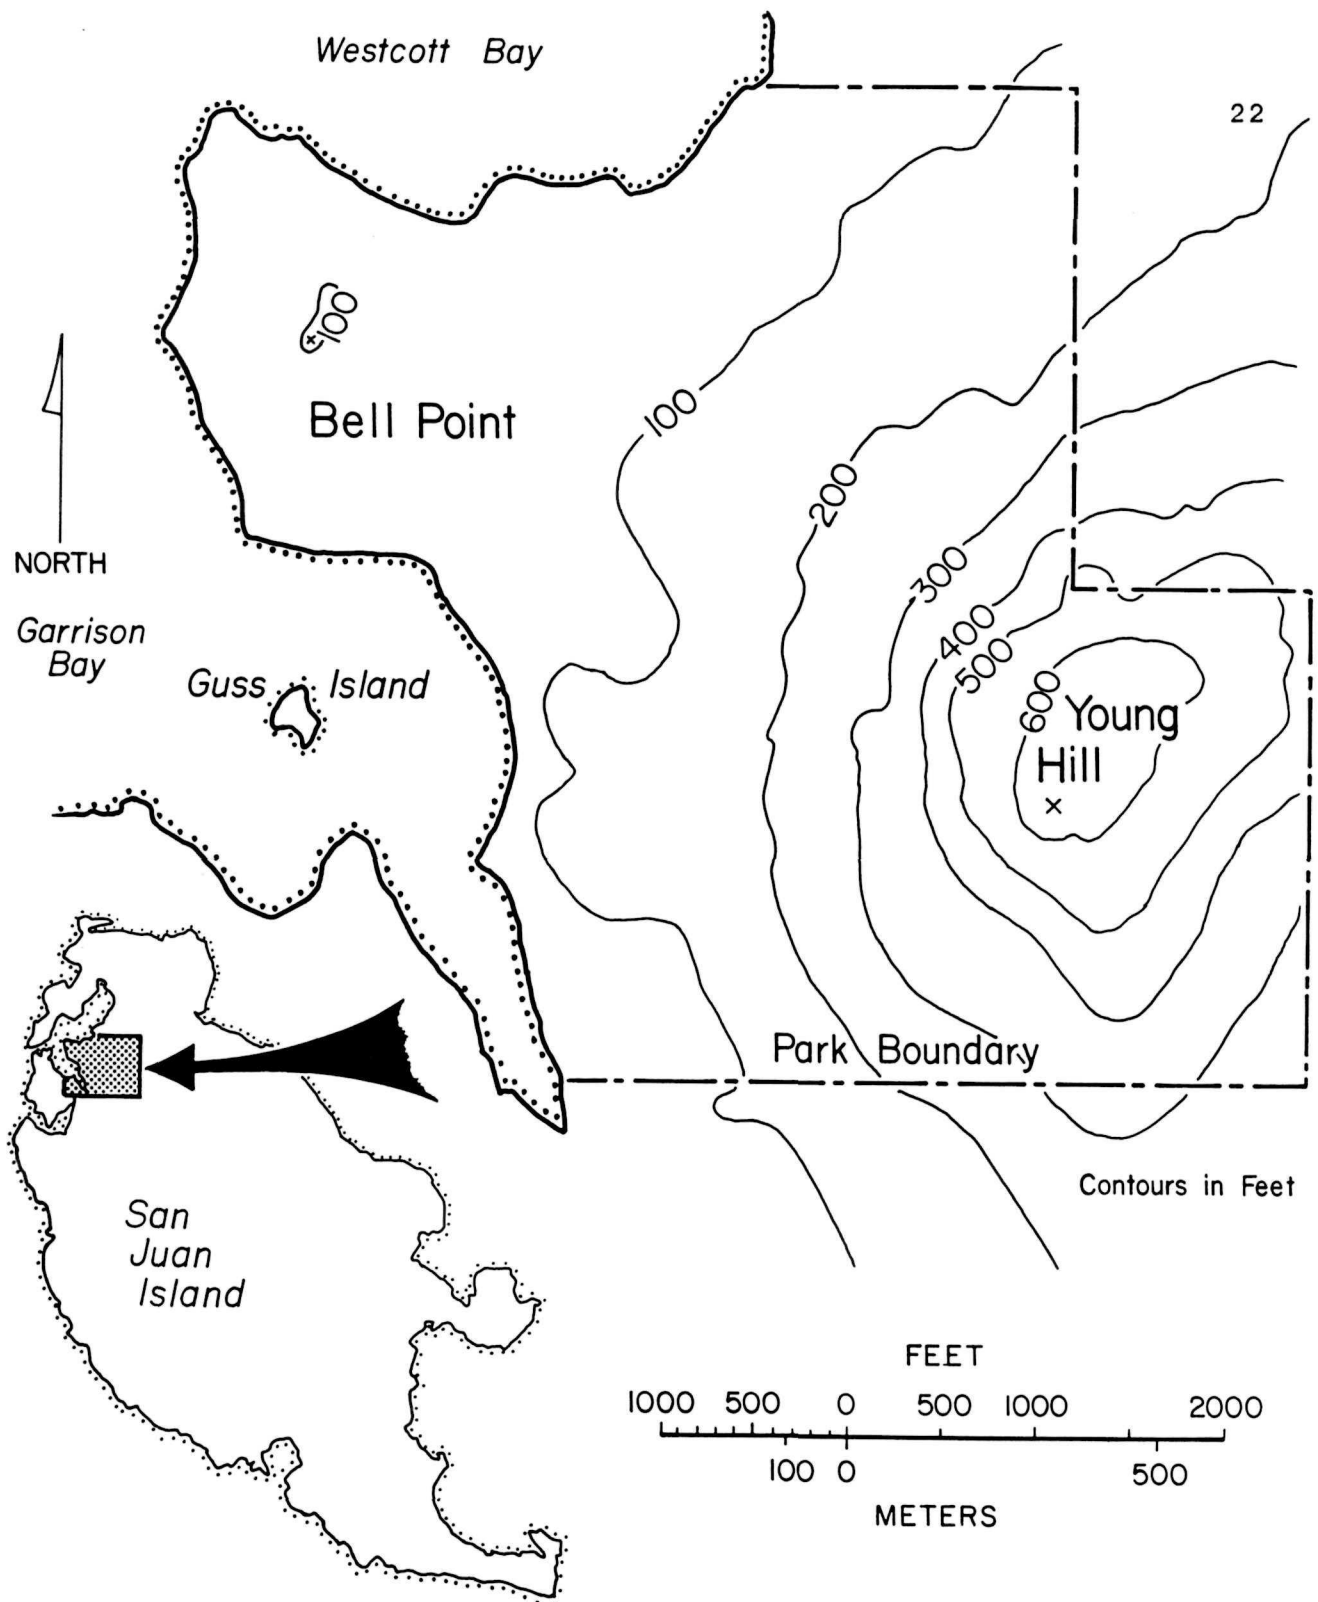 Westcott Bay
22
100
100
Bell Point
200
300
NORTH
400
500
Garrison
Bay
Guss Island
600
Young
Hill
Park Boundary
Contours in Feet
San
Juan
Island
FEET
1000 500 0 500 1000 2000
100 0 500
METERS